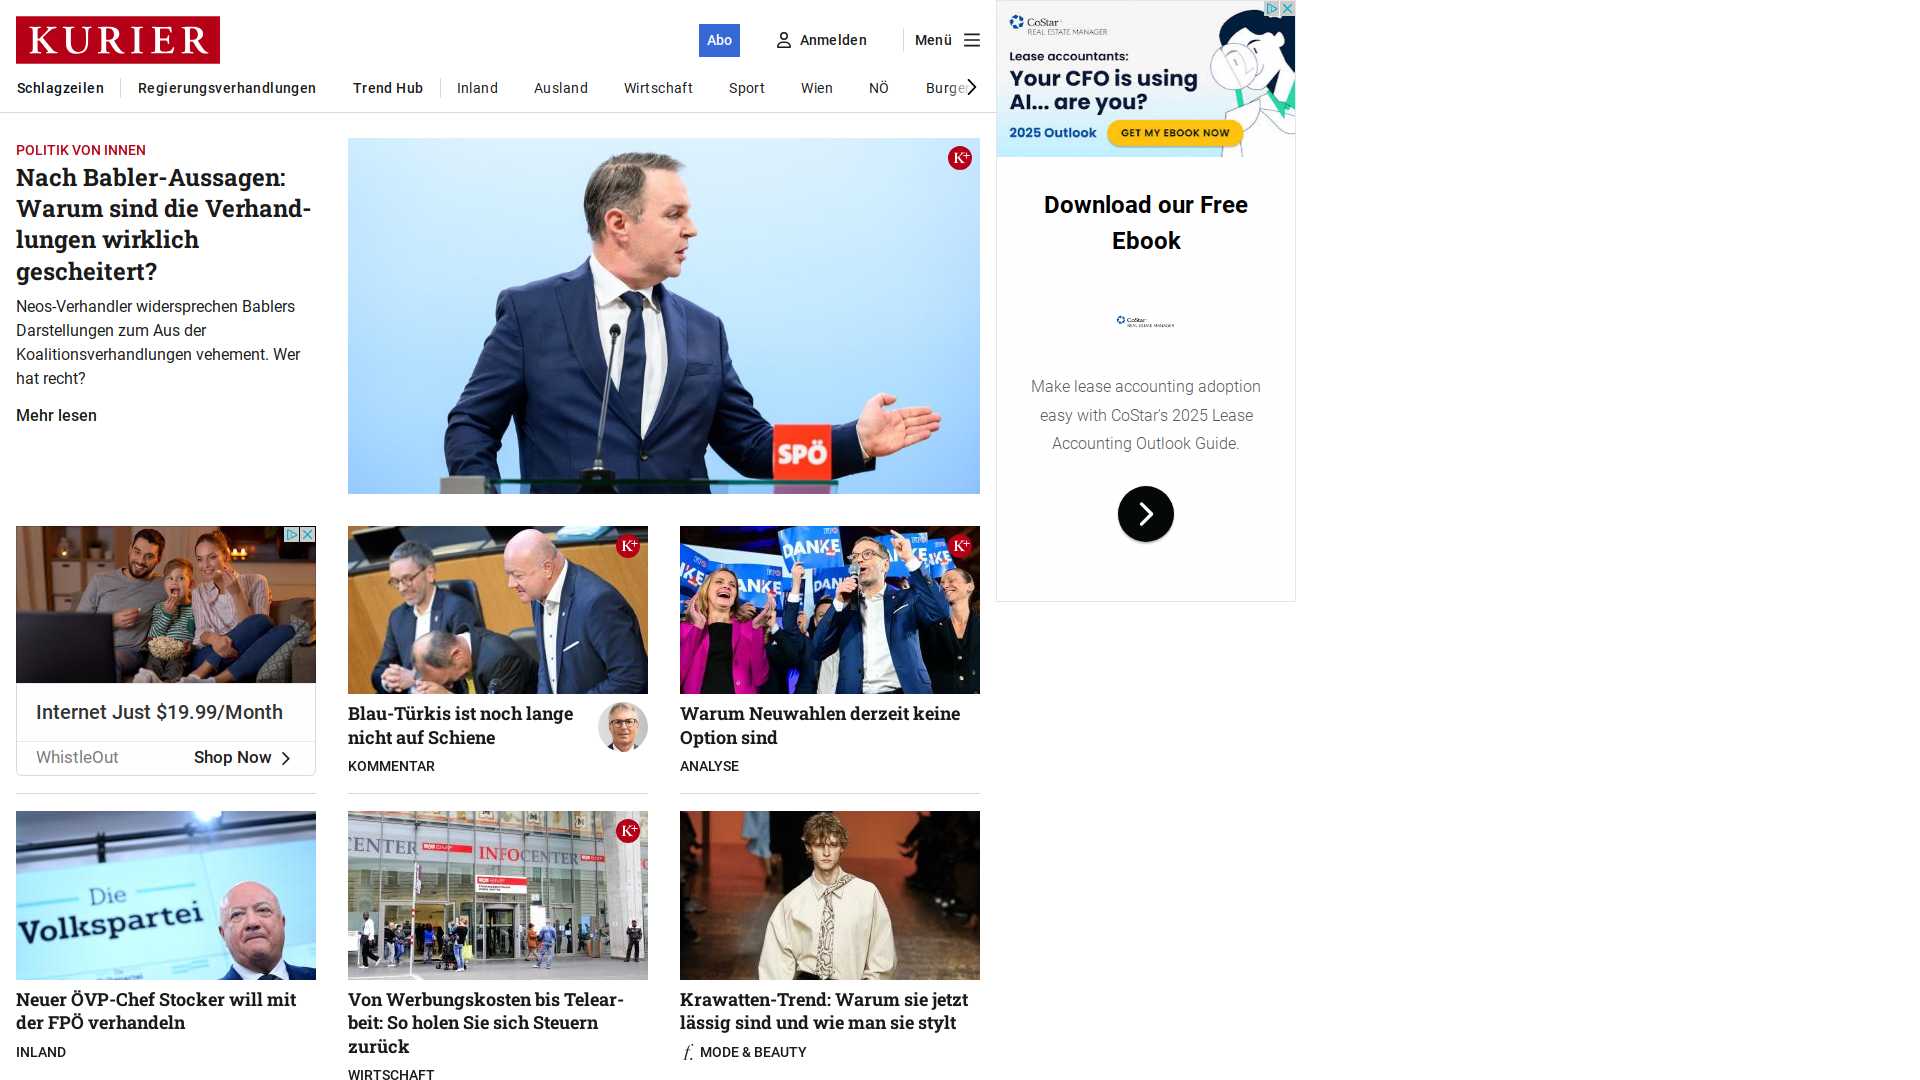 KURIER
Abo
Anmelden
Menü
Schlagzeilen
Regierungsverhandlungen
Trend Hub
Inland
Ausland
Wirtschaft
Sport
Wien
NÖ
POLITIK VON INNEN
Nach Babler-Aussagen:
Warum sind die Verhand-
lungen wirklich
gescheitert?
Neos-Verhandler widersprechen Bablers
Darstellungen zum Aus der
Koalitionsverhandlungen vehement. Wer
hat recht?
Mehr lesen
K+
SPÖ
CoStar
REAL ESTATE MANAGER
Lease accountants:
Your CFO is using
AI... are you?
2025 Outlook
GET MY EBOOK NOW
Download our Free
Ebook
CoStar
REAL ESTATE MANAGER
Make lease accounting adoption
easy with CoStar's 2025 Lease
Accounting Outlook Guide.
Internet Just $19.99/Month
WhistleOut
Shop Now
K+
Blau-Türkis ist noch lange
nicht auf Schiene
KOMMENTAR
DANKE
DANKE
DANKE
K+
Warum Neuwahlen derzeit keine
Option sind
ANALYSE
Die
Volkspartei
Neuer ÖVP-Chef Stocker will mit
der FPÖ verhandeln
INLAND
CENTER
INFOCENTER
K+
Von Werbungskosten bis Telear-
beit: So holen Sie sich Steuern
zurück
WIRTSCHAFT
Krawatten-Trend: Warum sie jetzt
lässig sind und wie man sie stylt
f. MODE & BEAUTY